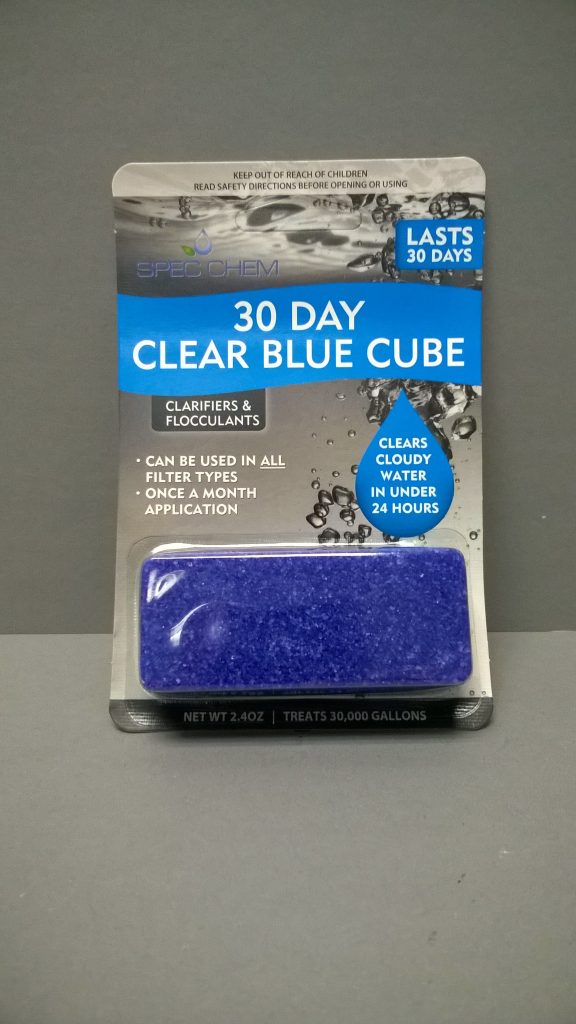 KEEP OUT OF REACH OF CHILDREN
READ SAFETY DIRECTIONS BEFORE OPENING OR USING
LASTS
30 DAYS
SPEC CHEM
30 DAY
CLEAR BLUE CUBE
CLARIFIERS &
FLOCCULANTS
• CAN BE USED IN ALL
FILTER TYPES
• ONCE A MONTH
APPLICATION
CLEARS
CLOUDY
WATER
IN UNDER
24 HOURS
NET WT 2.4OZ | TREATS 30,000 GALLONS